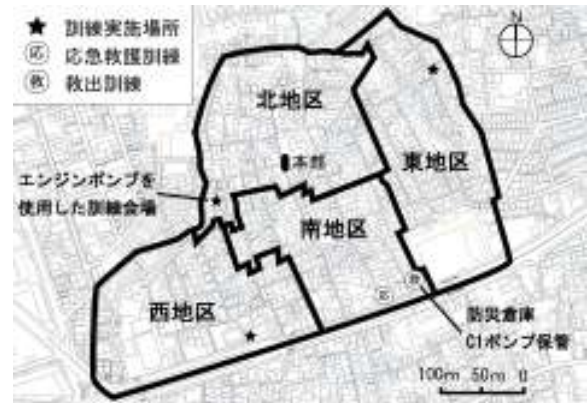 ★ 訓練実施場所
応 応急救護訓練
救 救出訓練
N
北地区
本部
東地区
エンジンポンプを
使用した訓練会場
南地区
西地区
応
救
防災倉庫
C1ポンプ保管
100m 50m 0